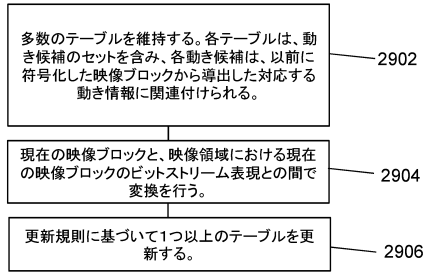 多数のテーブルを維持する。各テーブルは、動
き候補のセットを含み、各動き候補は、以前に
符号化した映像ブロックから導出した対応する
動き情報に関連付けられる。
2902
現在の映像ブロックと、映像領域における現在
の映像ブロックのビットストリーム表現との間で
変換を行う。
2904
更新規則に基づいて1つ以上のテーブルを更
新する。
2906